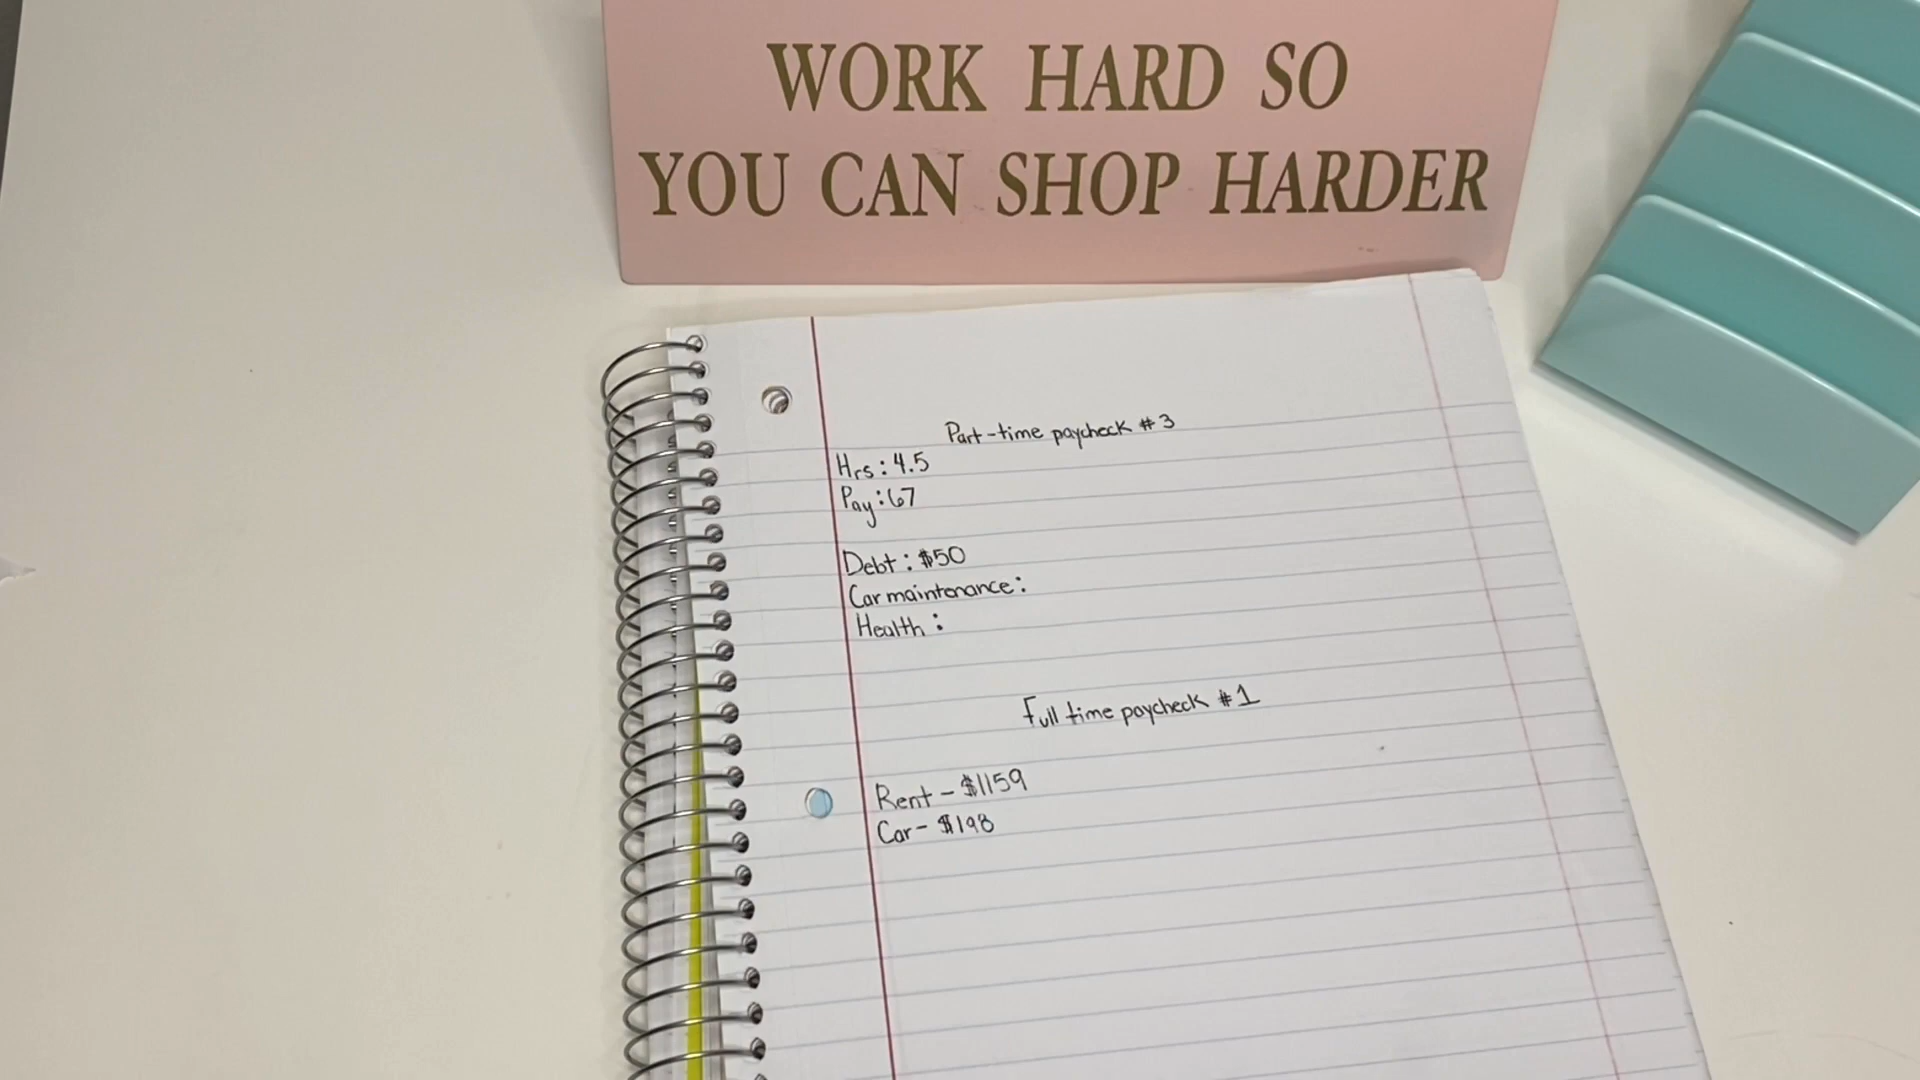 WORK HARD SO
YOU CAN SHOP HARDER
Part-time paycheck #3
Hrs: 4.5
Pay: 67
Debt: $50
Car maintenance:
Health:
Full time paycheck #1
Rent - $1159
Car - $198